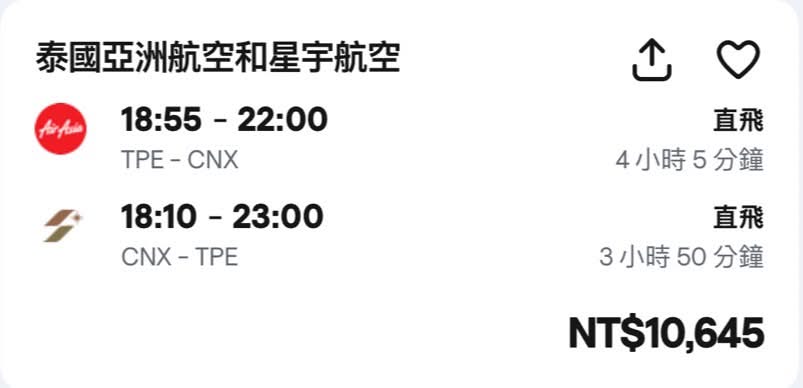 泰國亞洲航空和星宇航空
AirAsia
18:55 – 22:00
直飛
TPE – CNX
4 小時 5 分鐘
18:10 – 23:00
直飛
CNX – TPE
3 小時 50 分鐘
NT$10,645